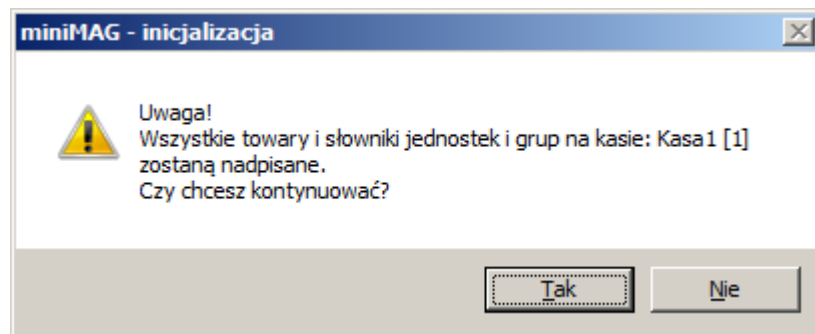 miniMAG - inicjalizacja
Uwaga!
Wszystkie towary i słowniki jednostek i grup na kasie: Kasa1 [1]
zostaną nadpisane.
Czy chcesz kontynuować?
Tak
Nie